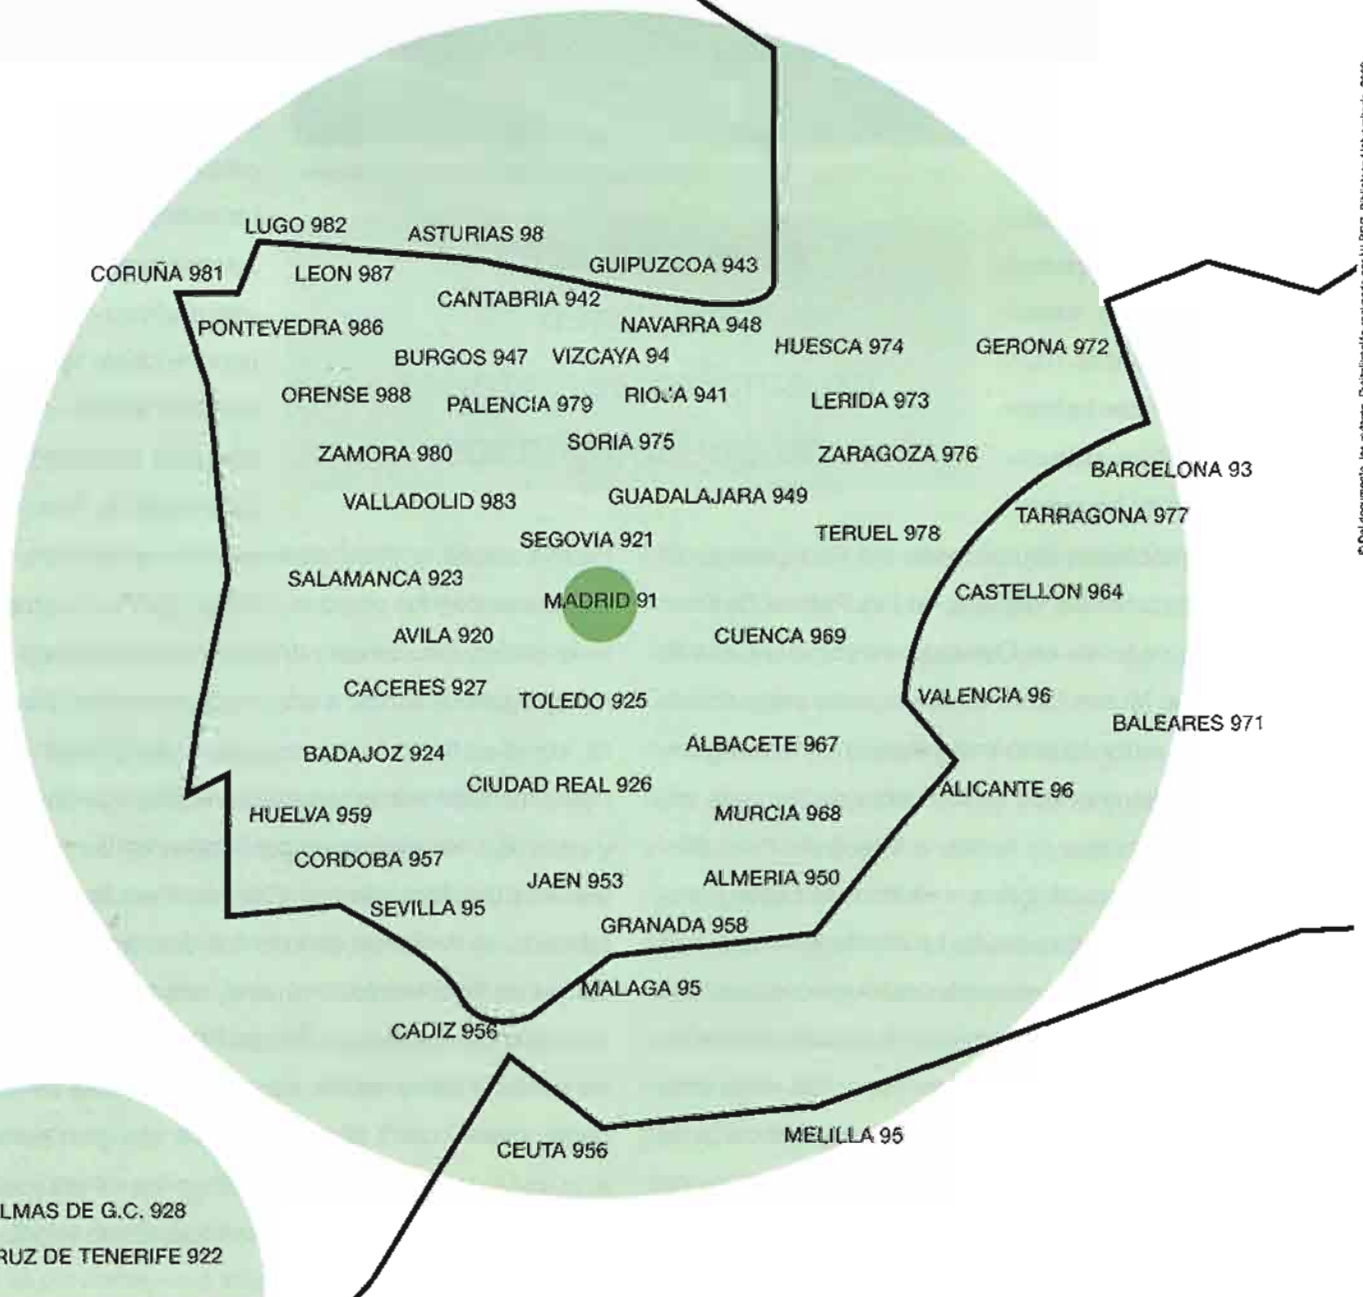 LUGO 982
ASTURIAS 98
CORUÑA 981
LEON 987
GUIPUZCOA 943
CANTABRIA 942
PONTEVEDRA 986
NAVARRA 948
BURGOS 947
VIZCAYA 94
HUESCA 974
GERONA 972
ORENSE 988
PALENCIA 979
RIOJA 941
LERIDA 973
SORIA 975
ZAMORA 980
ZARAGOZA 976
BARCELONA 93
VALLADOLID 983
GUADALAJARA 949
TARRAGONA 977
SEGOVIA 921
TERUEL 978
SALAMANCA 923
MADRID 91
CASTELLON 964
AVILA 920
CUENCA 969
CACERES 927
TOLEDO 925
VALENCIA 96
BALEARES 971
BADAJOZ 924
ALBACETE 967
CIUDAD REAL 926
ALICANTE 96
HUELVA 959
MURCIA 968
CORDOBA 957
JAEN 953
ALMERIA 950
SEVILLA 95
GRANADA 958
MALAGA 95
CADIZ 956
MELILLA 95
CEUTA 956
LMAS DE G.C. 928
RUZ DE TENERIFE 922